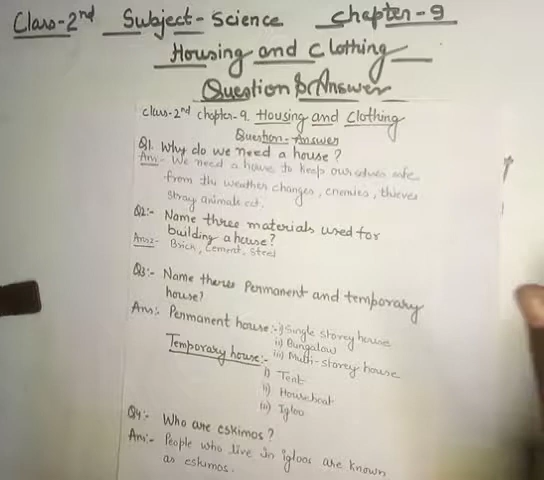 Class-2nd Subject-Science Chapter-9
Housing and Clothing
Question & Answer
class-2nd chapter-9. Housing and Clothing
Question-Answer
Q1. Why do we need a house?
Ans:- We need a house to keep ourselves safe
from the weather changes, enemies, thieves
stray animals ect.
Q2:- Name three materials used for
building a house?
Ans:- Brick, Cement, Steel
Q3:- Name theres Permanent and temporary
house?
Ans:- Permanent house:- i) Single storey house
ii) Bungalow
iii) Multi-storey-house
Temporary house:-
i) Tent
ii) Houseboat
iii) Igloo
Q4:- Who are eskimos?
Ans:- People who live in igloos are known
as eskimos.